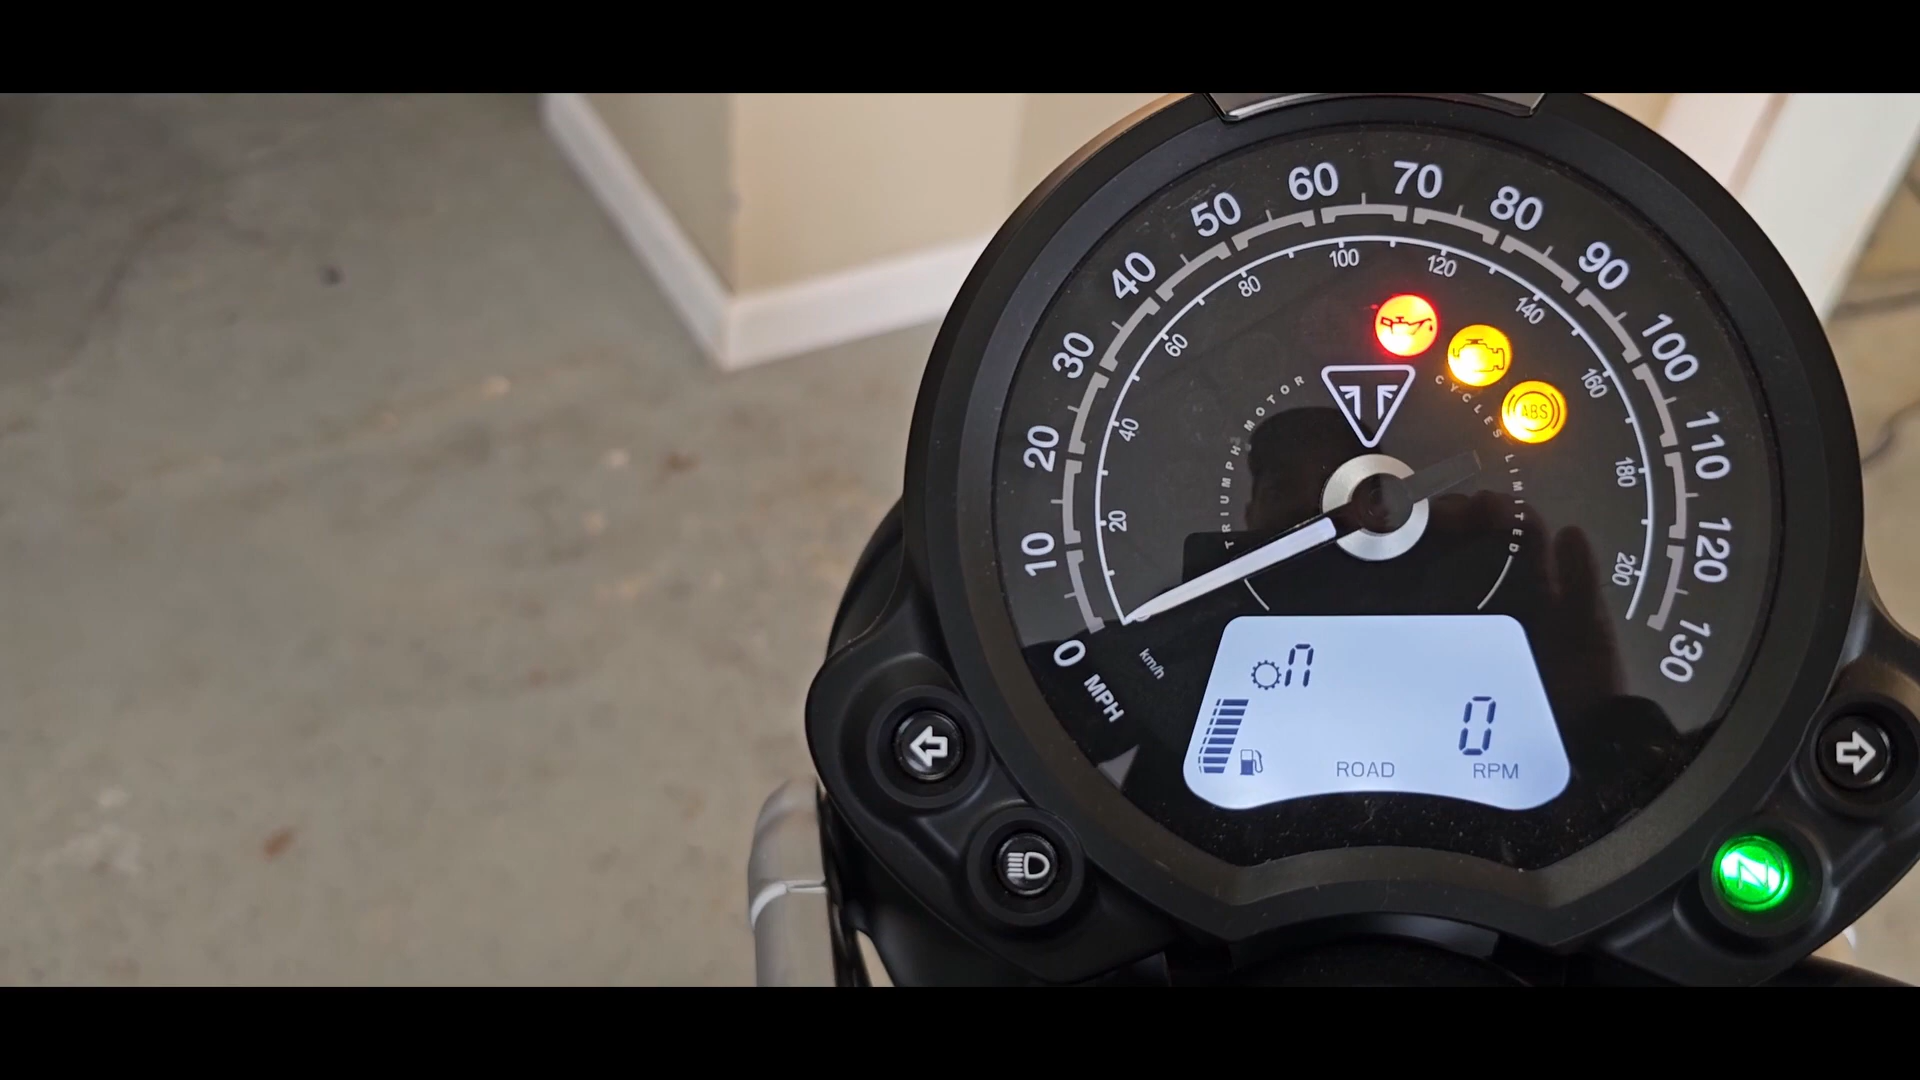 0 10 20 30 40 50 60 70 80 90 100 110 120 130
MPH
20 40 60 80 100 120 140 160 180 200
km/h
ABS
TRIUMPH MOTOR CYCLES LIMITED
n
0
ROAD
RPM
N